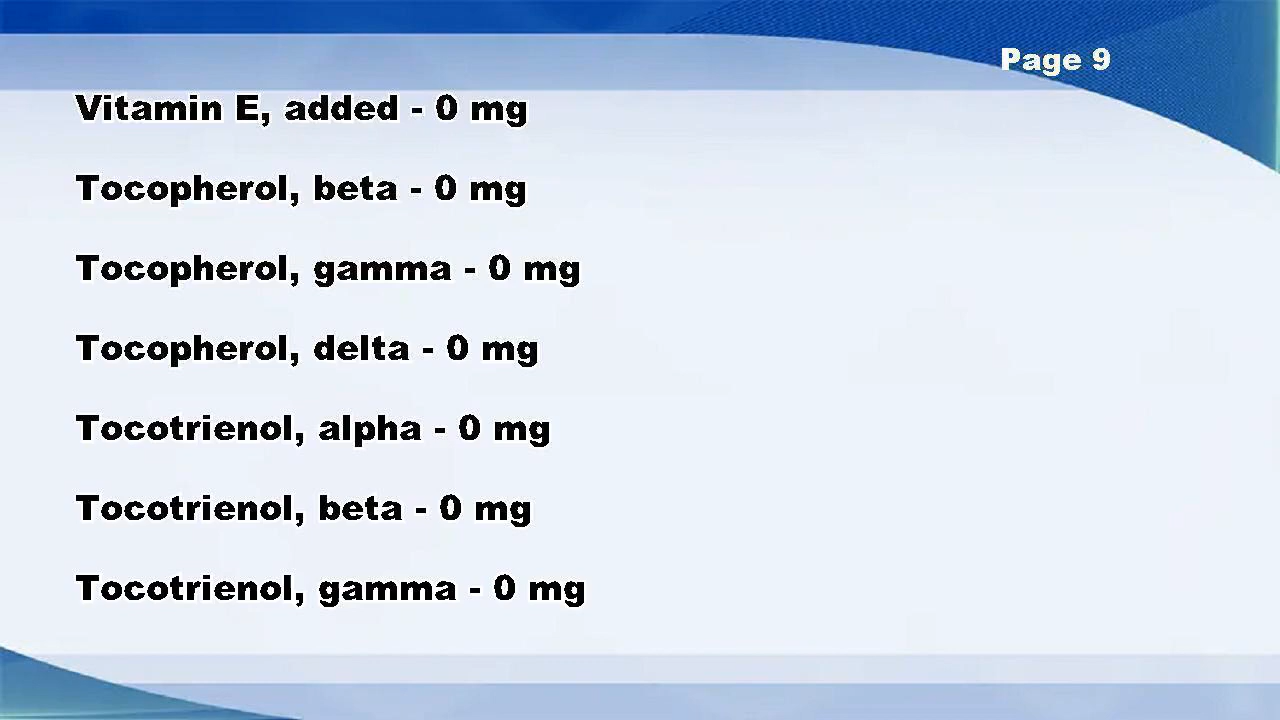 Page 9
Vitamin E, added - 0 mg
Tocopherol, beta - 0 mg
Tocopherol, gamma - 0 mg
Tocopherol, delta - 0 mg
Tocotrienol, alpha - 0 mg
Tocotrienol, beta - 0 mg
Tocotrienol, gamma - 0 mg